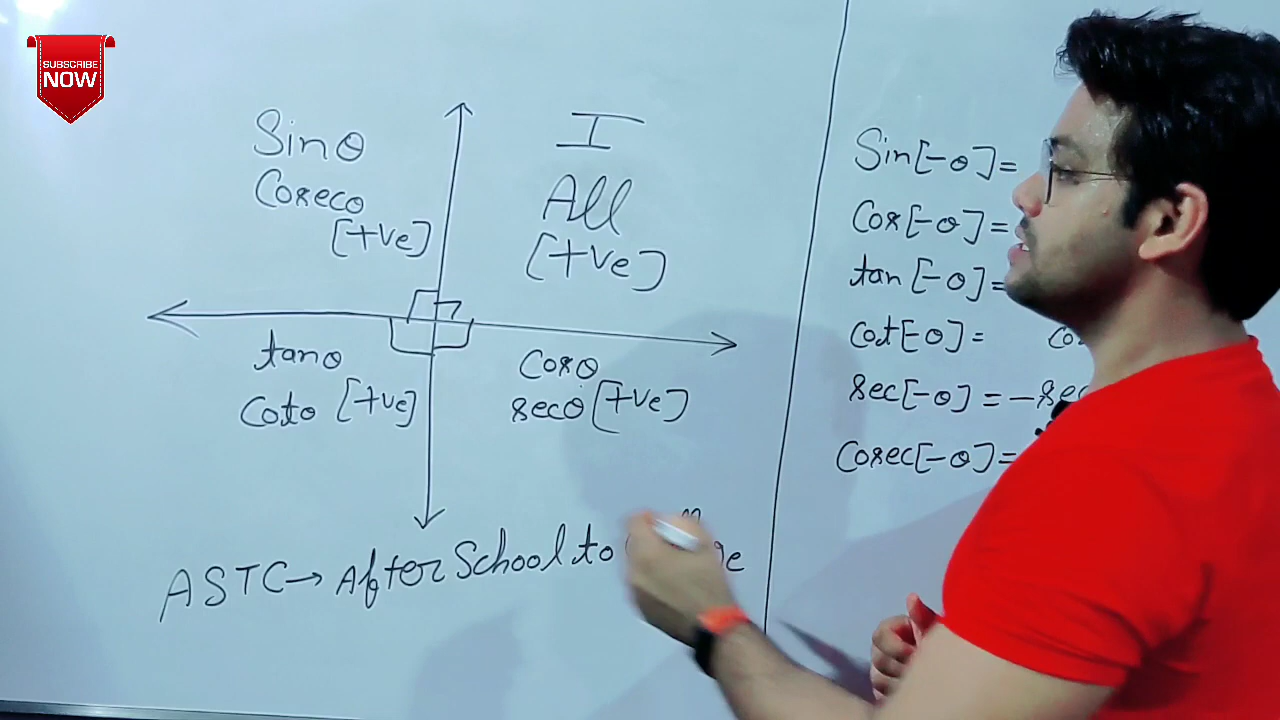 SUBSCRIBE
NOW
Sinθ
Cosecθ
[+ve]
I
All
[+ve]
tanθ
Cotθ [+ve]
Cosθ
secθ [+ve]
ASTC→ After School to
Sin[-θ]=
Cos[-θ]=
tan[-θ]=
Cot[-θ]=
sec[-θ]=-sec
Cosec[-θ]=